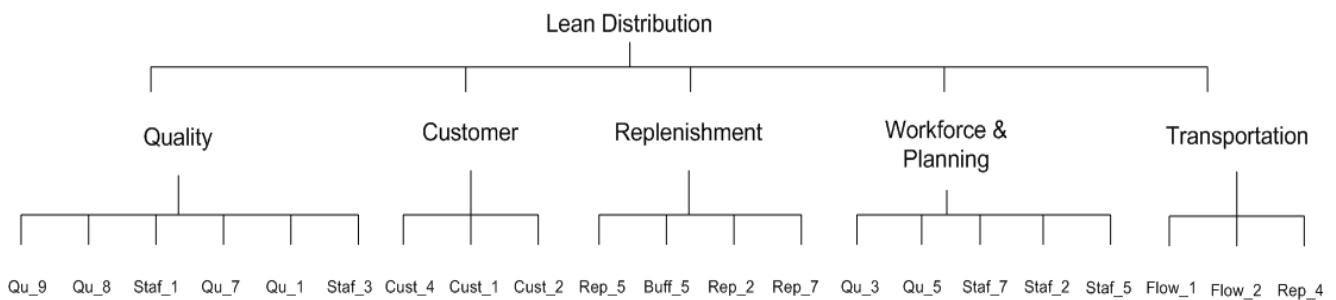 Lean Distribution
Quality
Customer
Replenishment
Workforce &
Planning
Transportation
Qu_9 Qu_8 Staf_1 Qu_7 Qu_1 Staf_3 Cust_4 Cust_1 Cust_2 Rep_5 Buff_5 Rep_2 Rep_7 Qu_3 Qu_5 Staf_7 Staf_2 Staf_5 Flow_1 Flow_2 Rep_4